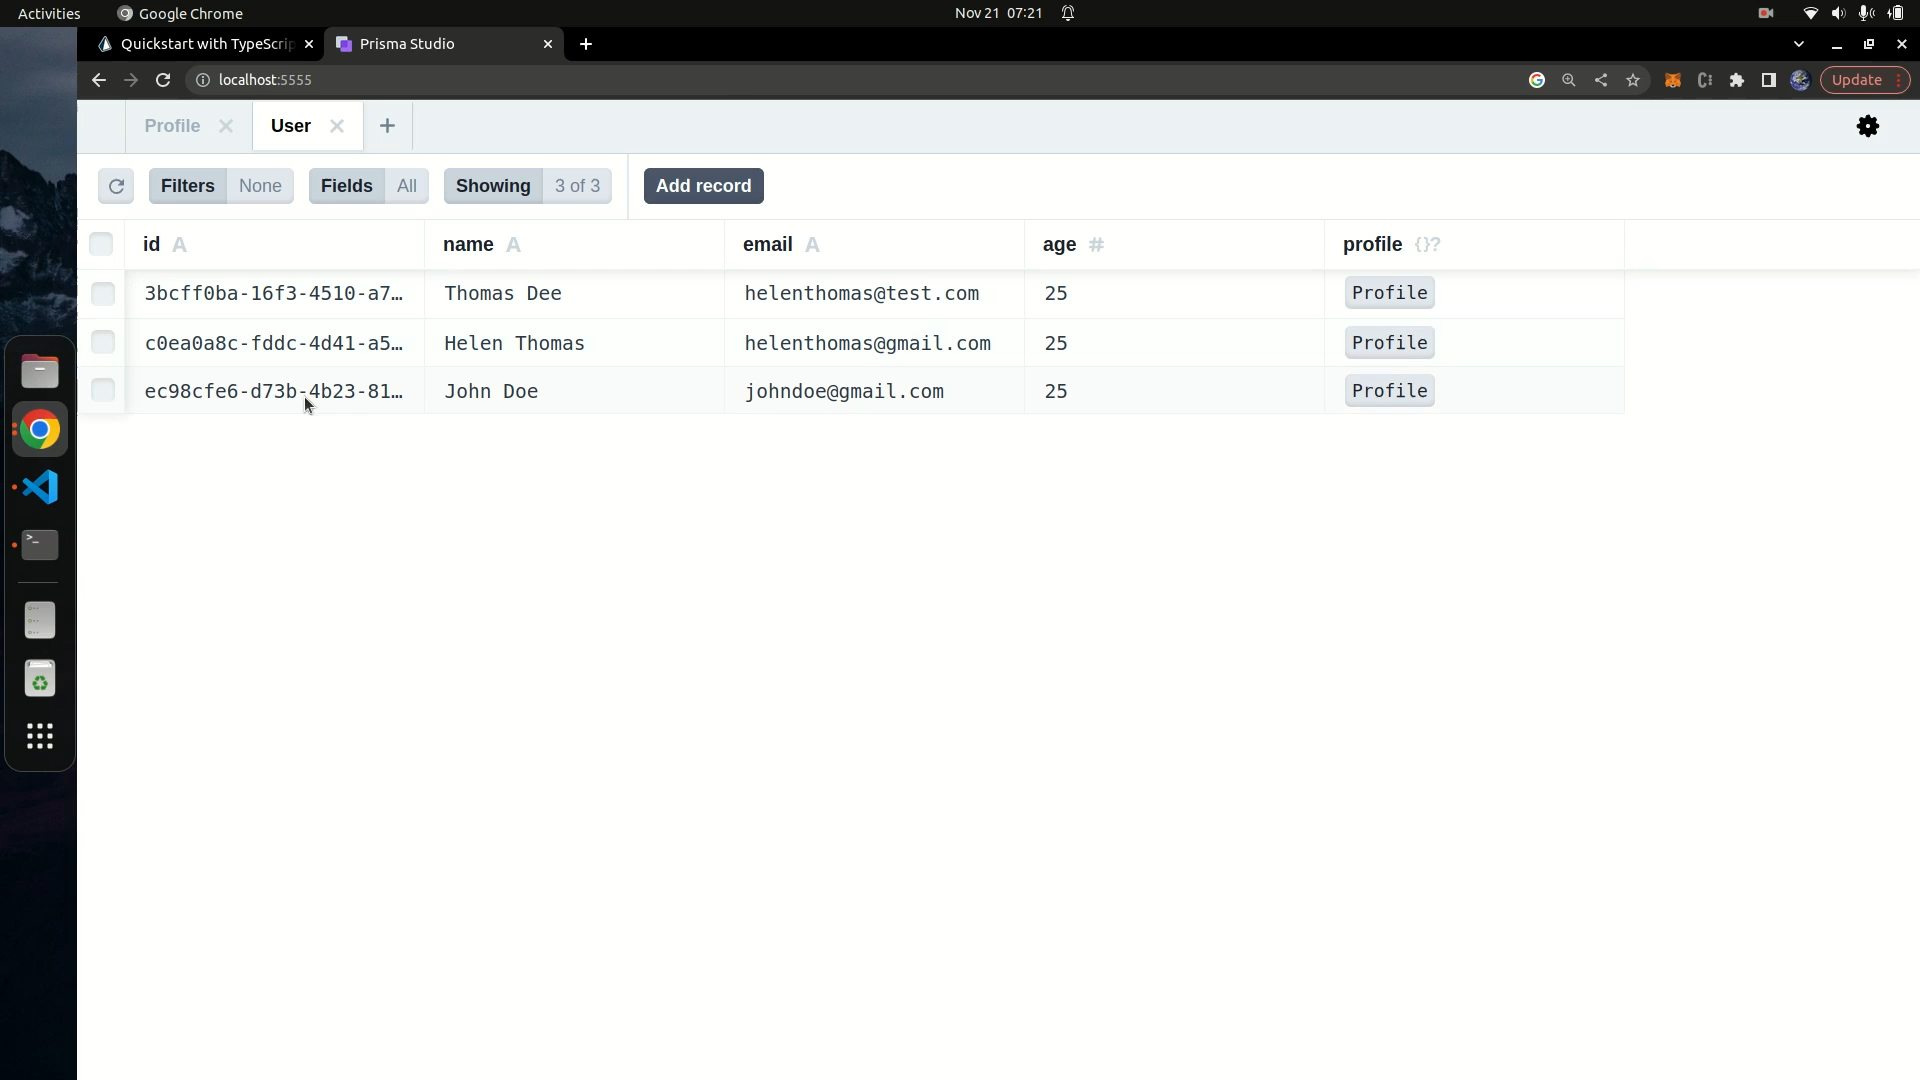 Activities Google Chrome Nov 21 07:21
Quickstart with TypeScrip Prisma Studio
localhost:5555 Update
Profile User
Filters None Fields All Showing 3 of 3 Add record
id A name A email A age # profile {}?
3bcff0ba-16f3-4510-a7… Thomas Dee helenthomas@test.com 25 Profile
c0ea0a8c-fddc-4d41-a5… Helen Thomas helenthomas@gmail.com 25 Profile
ec98cfe6-d73b-4b23-81… John Doe johndoe@gmail.com 25 Profile